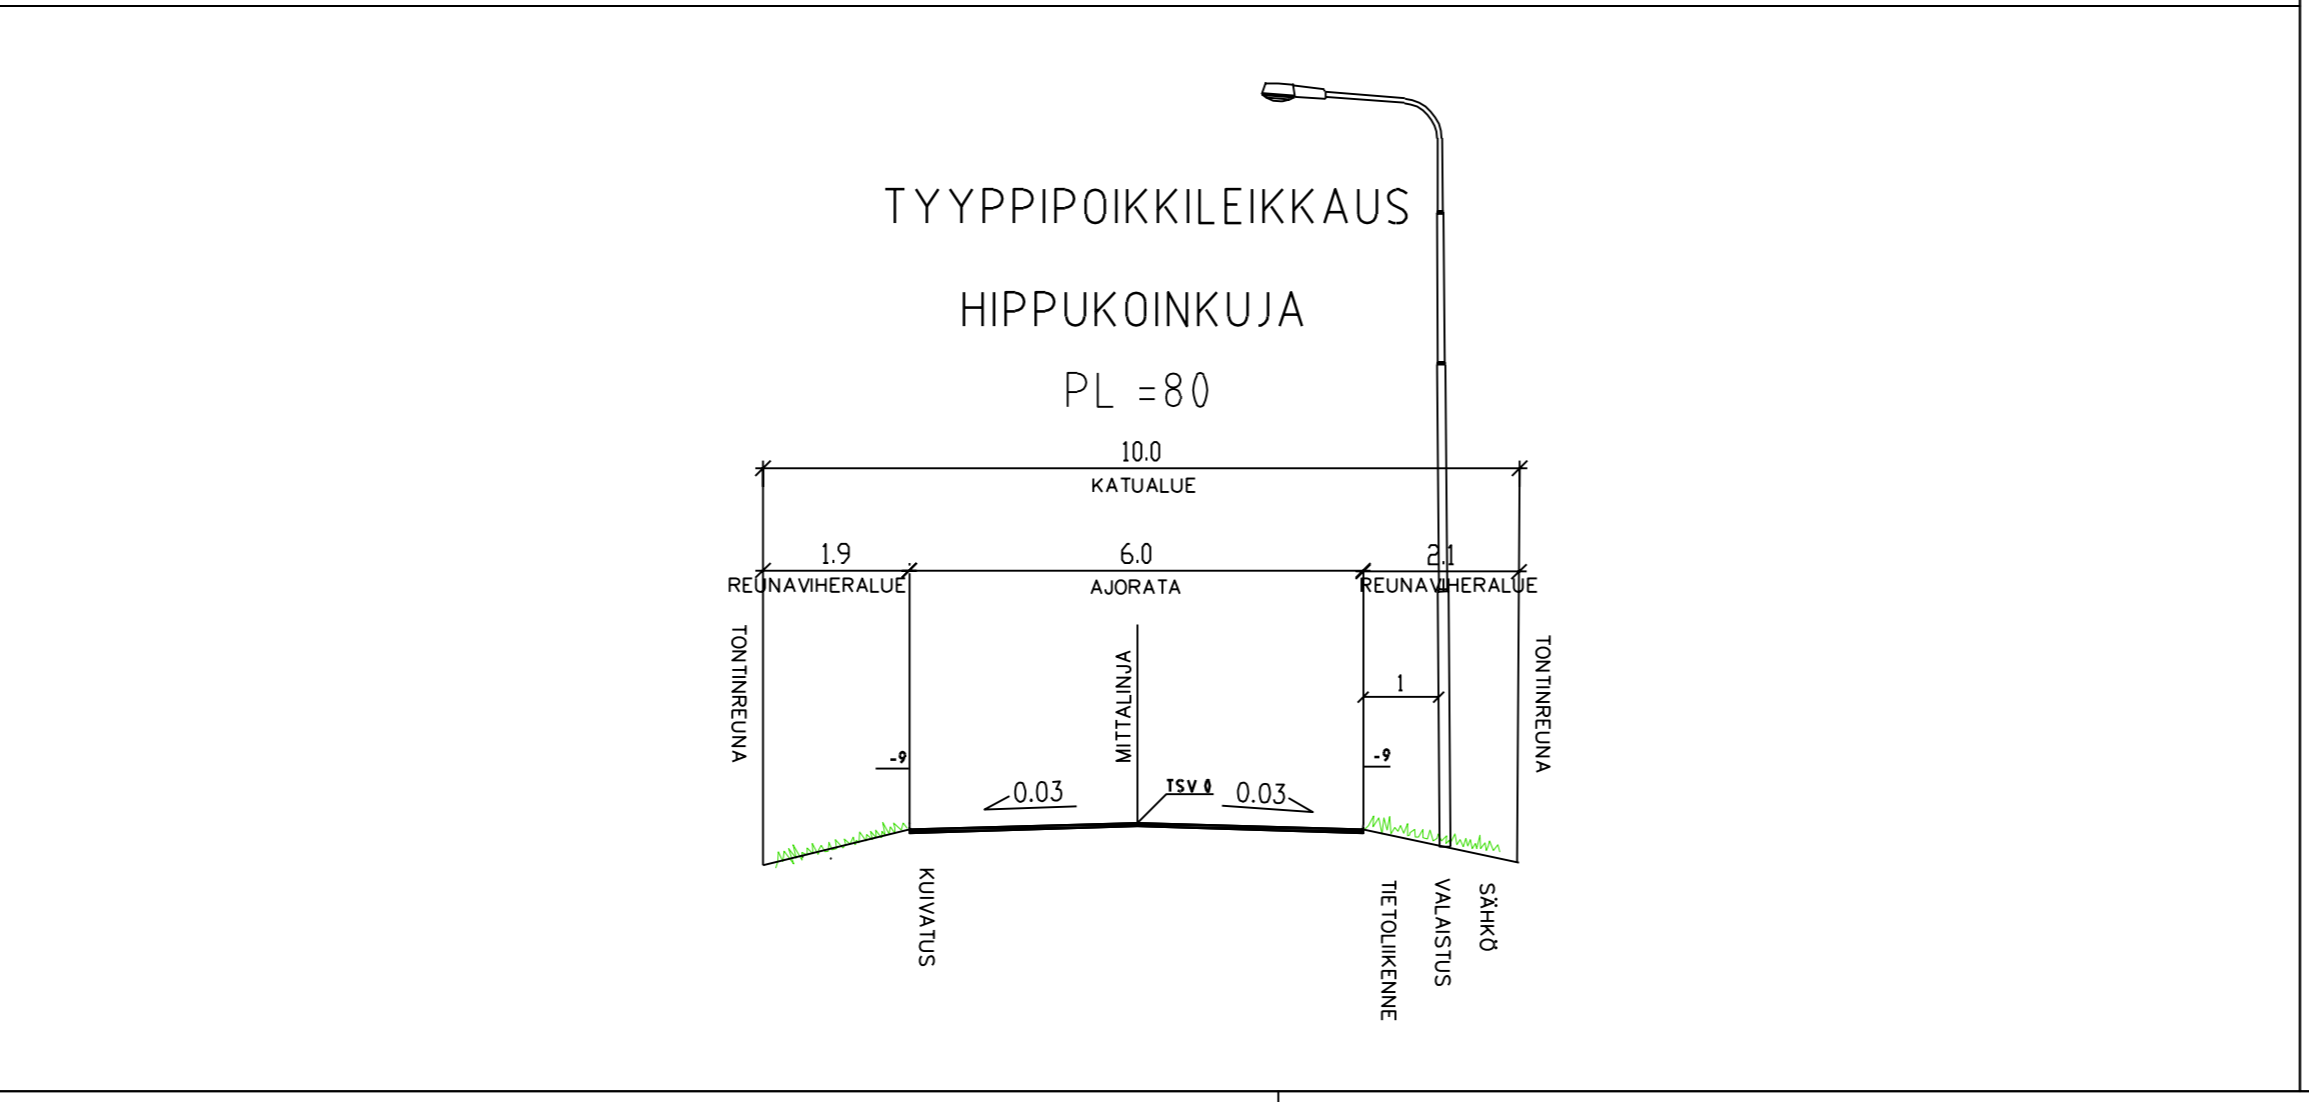 TYYPPIPOIKKILEIKKAUS
HIPPUKOINKUJA
PL =80
10.0
KATUALUE
1.9
6.0
2.1
REUNAVIHERALUE
AJORATA
REUNAVIHERALUE
TONTINREUNA
MITTALINJA
1
TONTINREUNA
-9
-9
0.03
TSV 0
0.03
KUIVATUS
TIETOLIIKENNE
VALAISTUS
SÄHKÖ